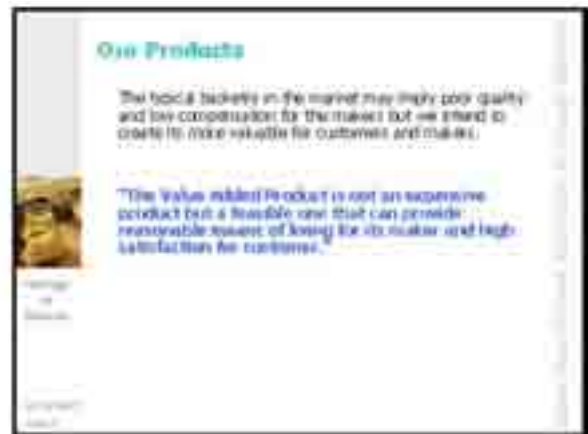 Our Products
The typical baskets in the market may imply poor quality
and low compensation for the makers but we intend to
create its more valuable for customers and makers.
"The Value Added Product is not an expensive
product but a feasible one that can provide
reasonable means of living for its maker and high
satisfaction for customer."